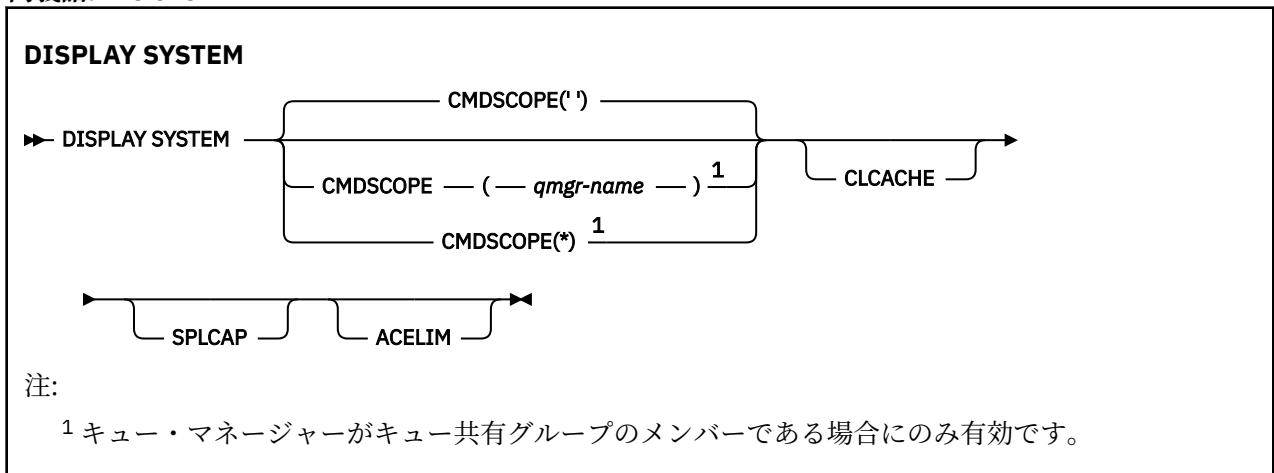 DISPLAY SYSTEM
CMDSCOPE(' ')
DISPLAY SYSTEM
CMDSCOPE ( qmgr-name ) 1
CLCACHE
CMDSCOPE(*) 1
SPLCAP
ACELIM
注:
1 キュー・マネージャーがキュー共有グループのメンバーである場合にのみ有効です。